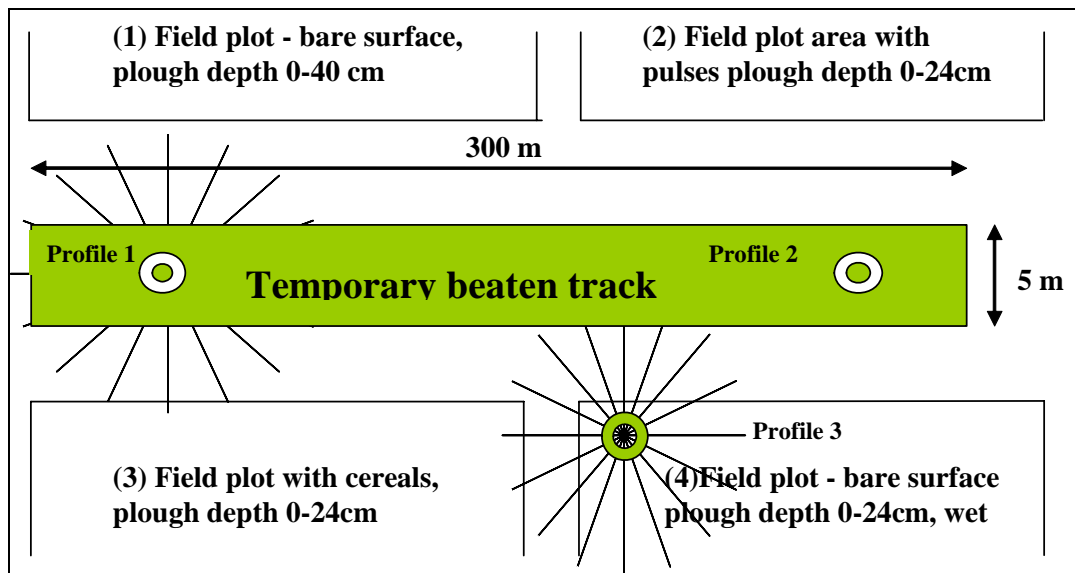 (1) Field plot - bare surface,
plough depth 0-40 cm
(2) Field plot area with
pulses plough depth 0-24cm
300 m
Profile 1
Temporary beaten track
Profile 2
5 m
Profile 3
(3) Field plot with cereals,
plough depth 0-24cm
(4)Field plot - bare surface
plough depth 0-24cm, wet